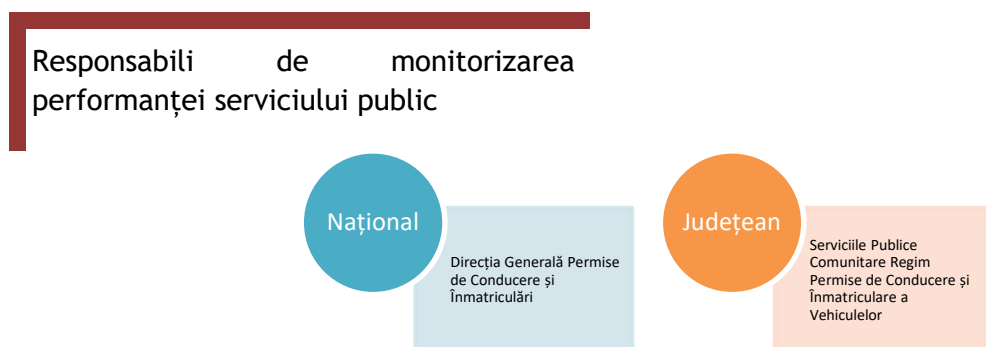 Responsabili de monitorizarea
performanței serviciului public
Național
Direcția Generală Permise
de Conducere și
Înmatriculări
Județean
Serviciile Publice
Comunitare Regim
Permise de Conducere și
Înmatriculare a
Vehiculelor